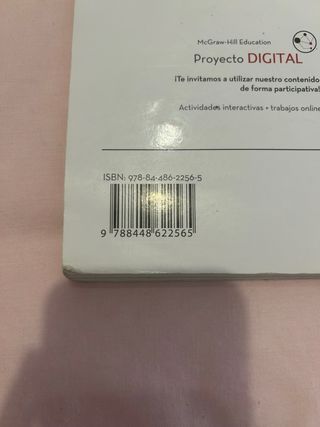 McGraw-Hill Education
Proyecto DIGITAL
¡Te invitamos a utilizar nuestro contenido
de forma participativa!
Actividades interactivas + trabajos online
ISBN: 978-84-486-2256-5
9 788448 622565